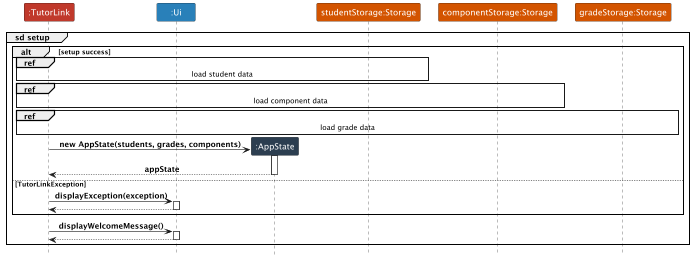 :TutorLink
:Ui
studentStorage:Storage
componentStorage:Storage
gradeStorage:Storage
sd setup
alt [setup success]
ref
load student data
ref
load component data
ref
load grade data
new AppState(students, grades, components)
:AppState
appState
[TutorLinkException]
displayException(exception)
displayWelcomeMessage()